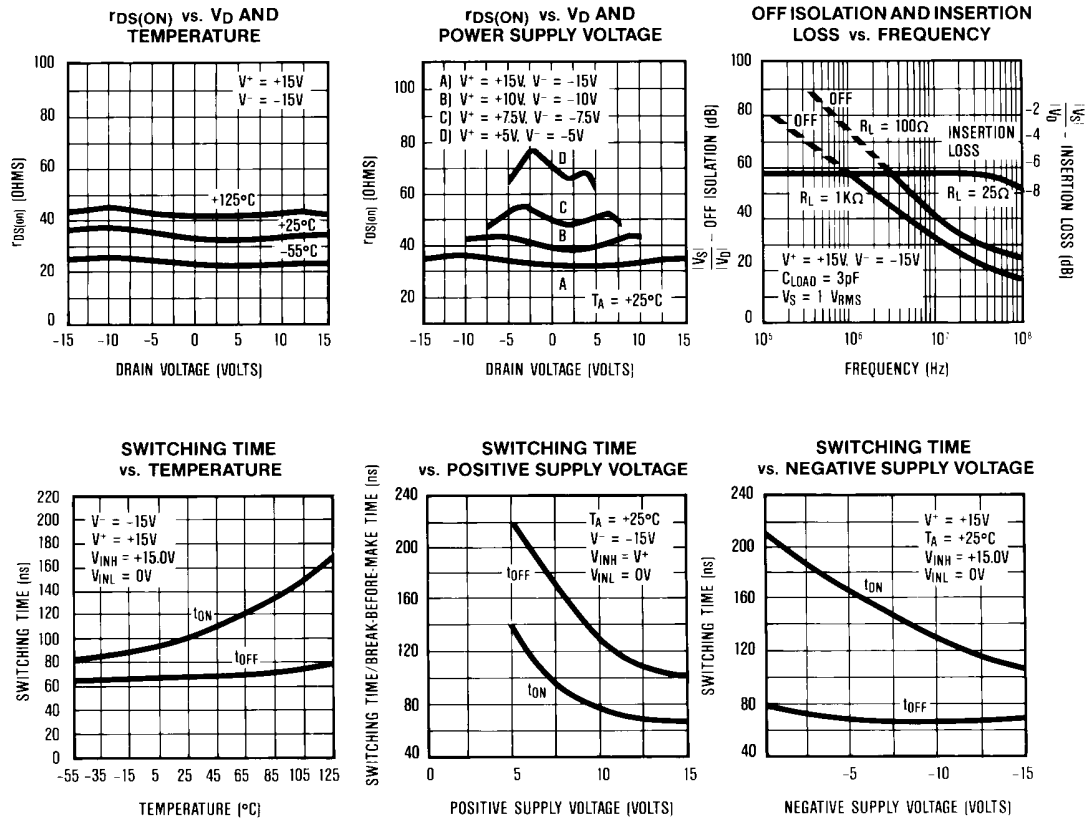 rDS(ON) vs. VD AND
TEMPERATURE
rDS(on) (OHMS)
100
80
60
40
20
0
V+ = +15V
V- = -15V
+125°C
+25°C
-55°C
-15 -10 -5 0 5 10 15
DRAIN VOLTAGE (VOLTS)
rDS(ON) vs. VD AND
POWER SUPPLY VOLTAGE
rDS(on) (OHMS)
100
80
60
40
20
A) V+ = +15V, V- = -15V
B) V+ = +10V, V- = -10V
C) V+ = +7.5V, V- = -7.5V
D) V+ = +5V, V- = -5V
D
C
B
A
TA = +25°C
-15 -10 -5 0 5 10 15
DRAIN VOLTAGE (VOLTS)
OFF ISOLATION AND INSERTION
LOSS vs. FREQUENCY
|VS|/|VD| - OFF ISOLATION (dB)
100
80
60
40
20
0
OFF
OFF
RL = 100Ω
INSERTION
LOSS
RL = 1KΩ
RL = 25Ω
V+ = +15V, V- = -15V
CLOAD = 3pF
VS = 1 VRMS
-2
-4
-6
-8
|VS|/|VD| - INSERTION LOSS (dB)
10⁵ 10⁶ 10⁷ 10⁸
FREQUENCY (Hz)
SWITCHING TIME
vs. TEMPERATURE
SWITCHING TIME (ns)
220
200
180
160
140
120
100
80
60
40
20
0
V- = -15V
V+ = +15V
VINH = +15.0V
VINL = 0V
tON
tOFF
-55 -35 -15 5 25 45 65 85 105 125
TEMPERATURE (°C)
SWITCHING TIME
vs. POSITIVE SUPPLY VOLTAGE
SWITCHING TIME/BREAK-BEFORE-MAKE TIME (ns)
240
200
160
120
80
40
TA = +25°C
V- = -15V
VINH = V+
VINL = 0V
tOFF
tON
0 5 10 15
POSITIVE SUPPLY VOLTAGE (VOLTS)
SWITCHING TIME
vs. NEGATIVE SUPPLY VOLTAGE
SWITCHING TIME (ns)
240
200
160
120
80
40
V+ = +15V
TA = +25°C
VINH = +15.0V
VINL = 0V
tON
tOFF
-5 -10 -15
NEGATIVE SUPPLY VOLTAGE (VOLTS)